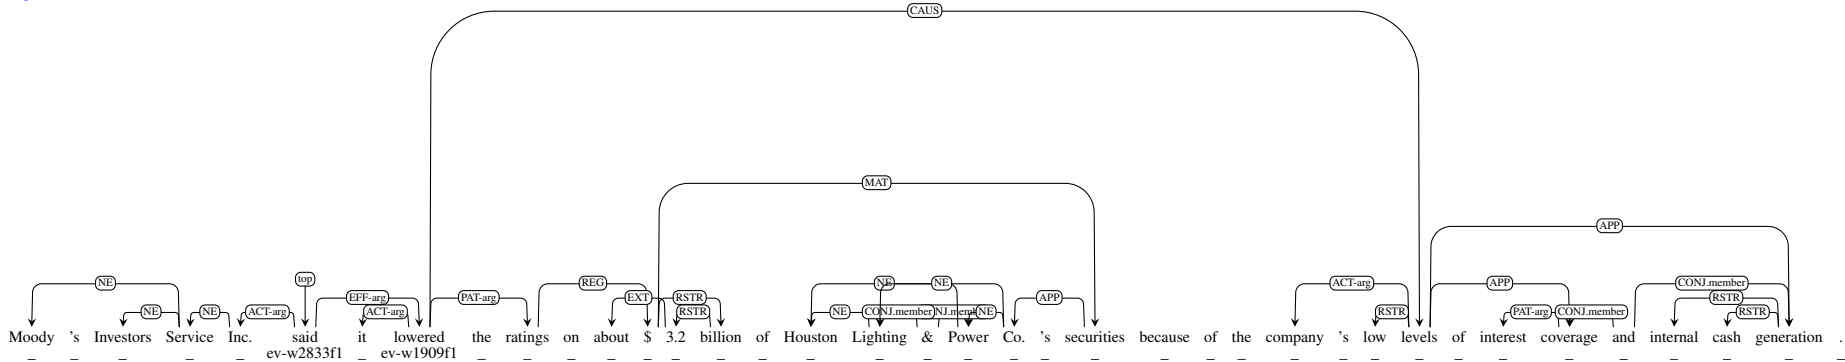 CAUS
MAT
APP
top
NE REG NE NE ACT-arg APP CONJ.member
EFF-arg PAT-arg EXT RSTR APP RSTR
NE NE ACT-arg ACT-arg RSTR NE CONJ.member NE RSTR PAT-arg CONJ.member RSTR
Moody 's Investors Service Inc. said it lowered the ratings on about $ 3.2 billion of Houston Lighting & Power Co. 's securities because of the company 's low levels of interest coverage and internal cash generation .
_ _ _ _ _ ev-w2833f1 _ ev-w1909f1 _ _ _ _ _ _ _ _ _ _ _ _ _ _ _ _ _ _ _ _ _ _ _ _ _ _ _ _ _ _